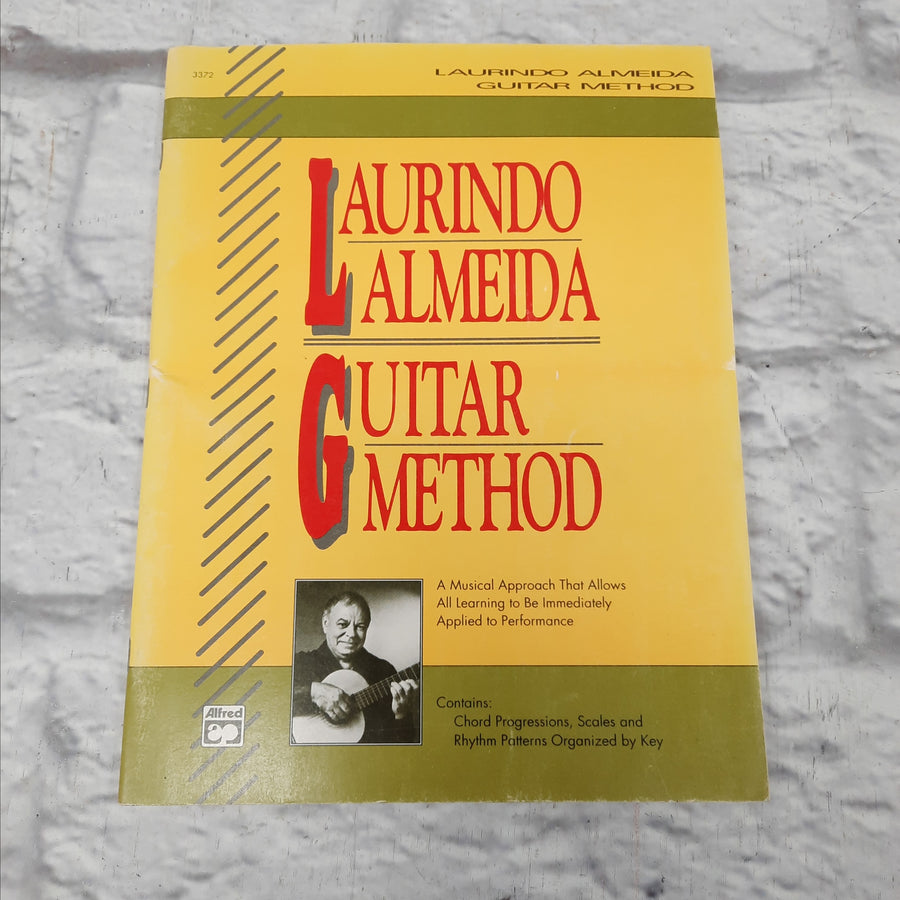 3372
LAURINDO ALMEIDA
GUITAR METHOD
LAURINDO
ALMEIDA
GUITAR
METHOD
A Musical Approach That Allows
All Learning to Be Immediately
Applied to Performance
Contains:
Chord Progressions, Scales and
Rhythm Patterns Organized by Key
Alfred